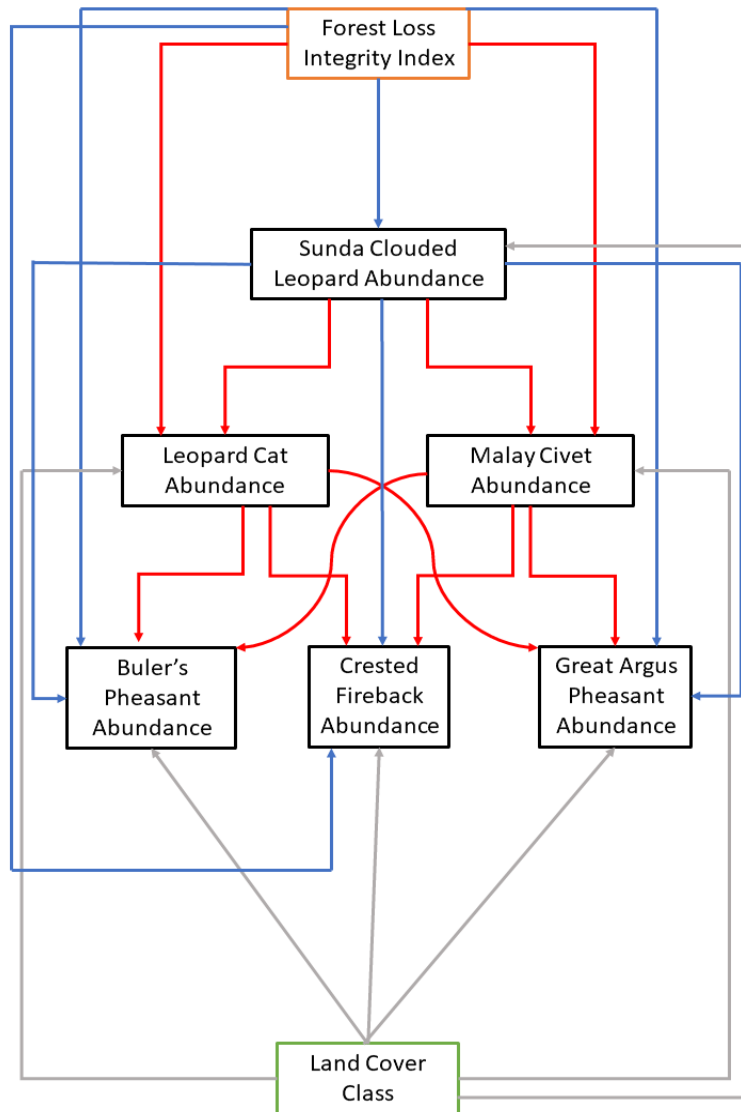 Forest Loss
Integrity Index
Sunda Clouded
Leopard Abundance
Leopard Cat
Abundance
Malay Civet
Abundance
Buler's
Pheasant
Abundance
Crested
Fireback
Abundance
Great Argus
Pheasant
Abundance
Land Cover
Class